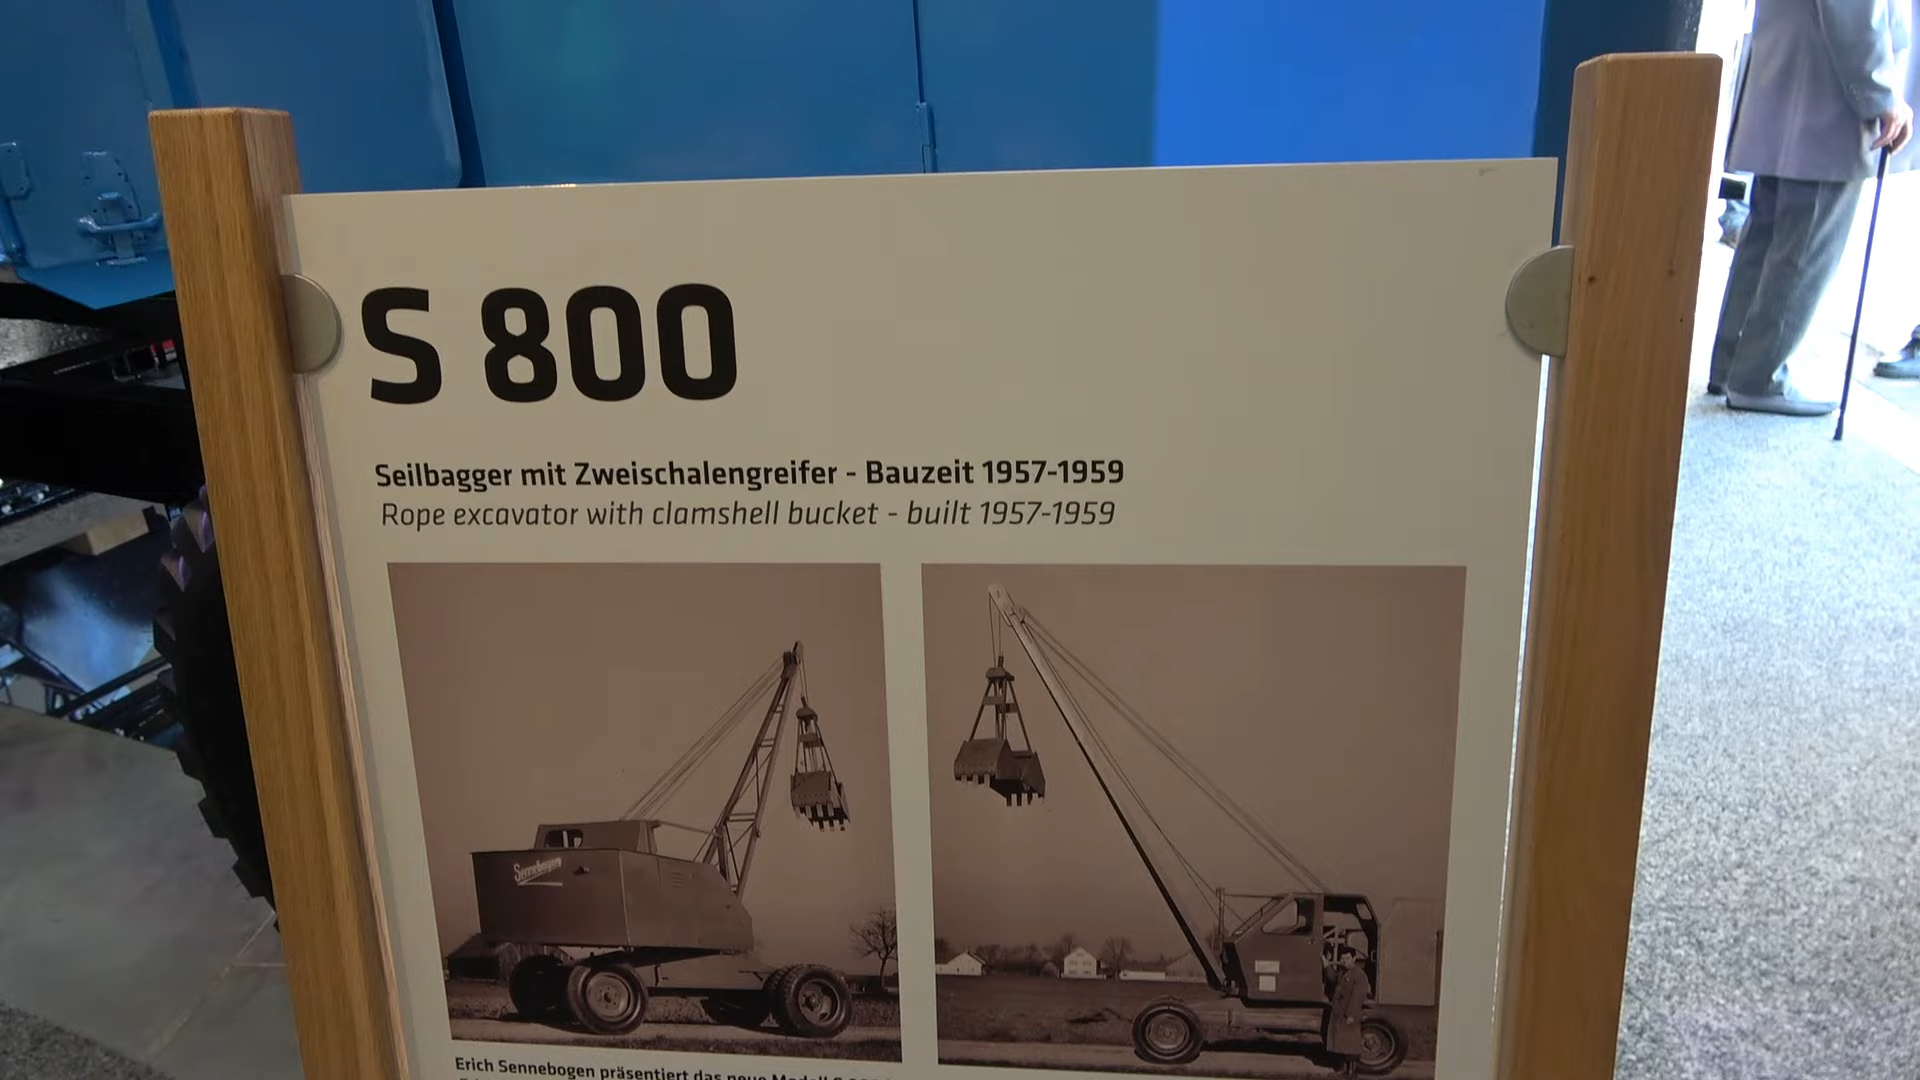 S 800
Seilbagger mit Zweischalengreifer - Bauzeit 1957-1959
Rope excavator with clamshell bucket - built 1957-1959
Sennebogen
Erich Sennebogen präsentiert das neue Modell S